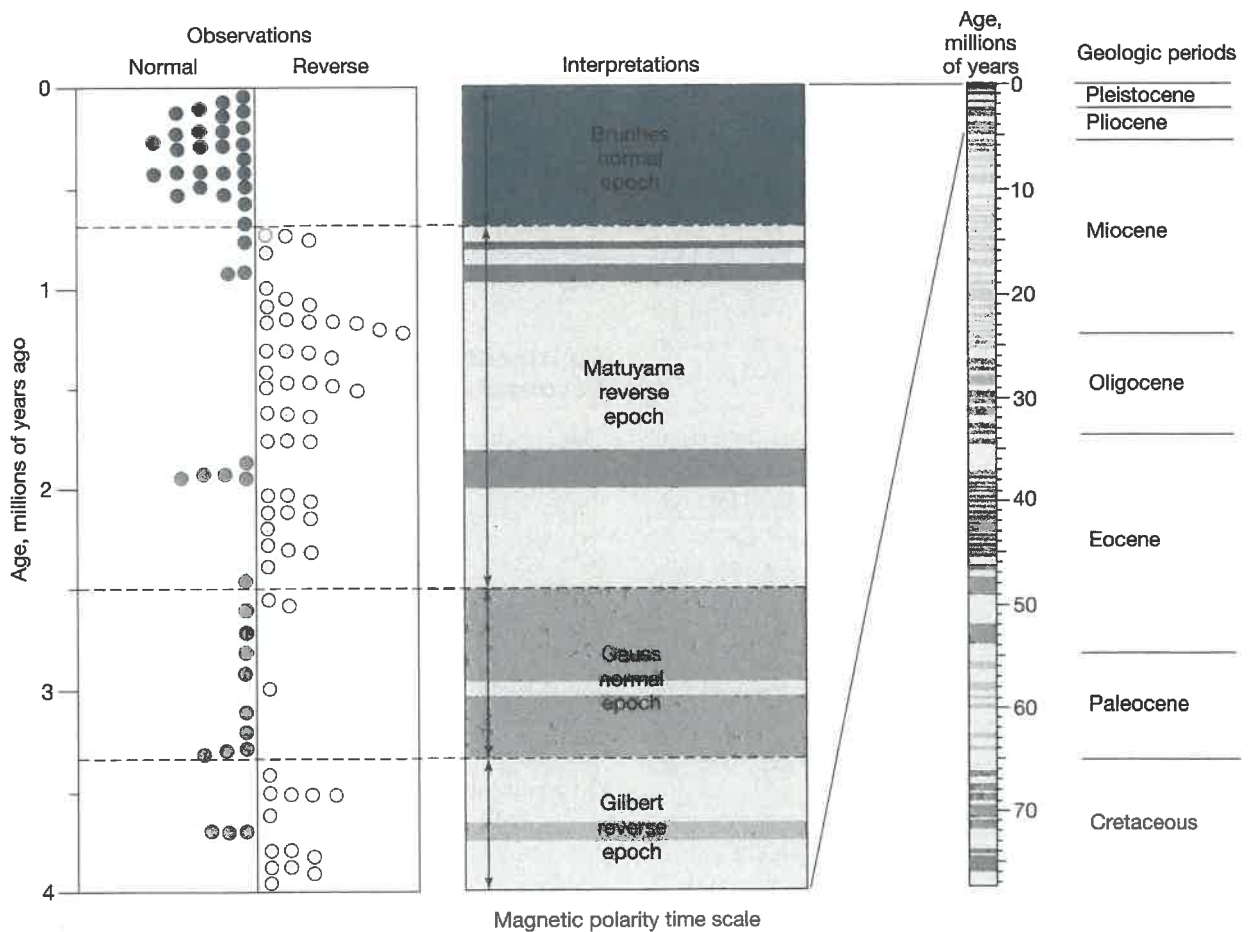 Observations
Normal
Reverse
Interpretations
Age,
millions
of years
Geologic periods
Age, millions of years ago
0
1
2
3
4
Brunhes
normal
epoch
Matuyama
reverse
epoch
Gauss
normal
epoch
Gilbert
reverse
epoch
Magnetic polarity time scale
0
10
20
30
40
50
60
70
Pleistocene
Pliocene
Miocene
Oligocene
Eocene
Paleocene
Cretaceous